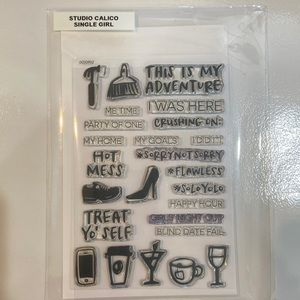 STUDIO CALICO
SINGLE GIRL
THIS IS MY
ADVENTURE
I WAS HERE
ME TIME
PARTY OF ONE
CRUSHING ON:
MY HOME
MY GOALS
I DID IT
HOT
MESS
#SORRYNOTSORRY
#FLAWLESS
#SOLOYOLO
HAPPY HOUR
TREAT
YO' SELF
GIRLS NIGHT OUT
BLIND DATE FAIL